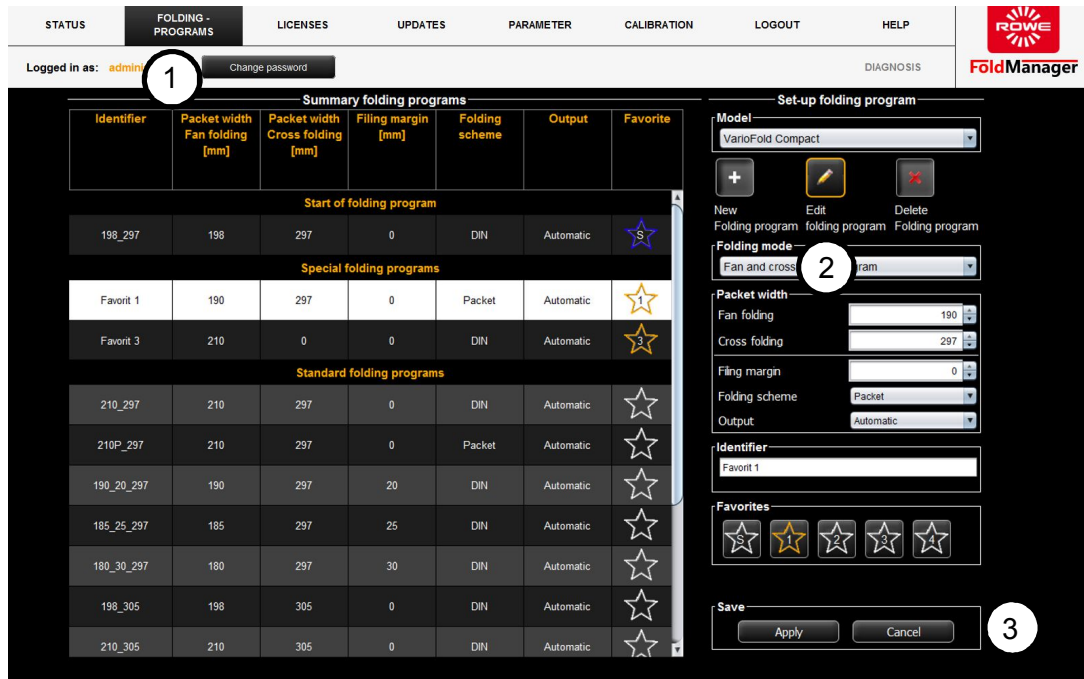 STATUS
FOLDING -
PROGRAMS
LICENSES
UPDATES
PARAMETER
CALIBRATION
LOGOUT
HELP
ROWE
Logged in as:
1
Change password
DIAGNOSIS
FoldManager
Summary folding programs
Identifier
Packet width
Fan folding
[mm]
Packet width
Cross folding
[mm]
Filing margin
[mm]
Folding
scheme
Output
Favorite
Start of folding program
198_297 198 297 0 DIN Automatic S
Special folding programs
Favorit 1 190 297 0 Packet Automatic 1
Favorit 3 210 0 0 DIN Automatic 3
Standard folding programs
210_297 210 297 0 DIN Automatic
210P_297 210 297 0 Packet Automatic
190_20_297 190 297 20 DIN Automatic
185_25_297 185 297 25 DIN Automatic
180_30_297 180 297 30 DIN Automatic
198_305 198 305 0 DIN Automatic
210_305 210 305 0 DIN Automatic
Set-up folding program
Model
VarioFold Compact
New
Folding program
Edit
folding program
Delete
Folding program
Folding mode
Fan and cross
2
Packet width
Fan folding 190
Cross folding 297
Filing margin 0
Folding scheme Packet
Output Automatic
Identifier
Favorit 1
Favorites
S 1 2 3 4
Save
Apply Cancel
3